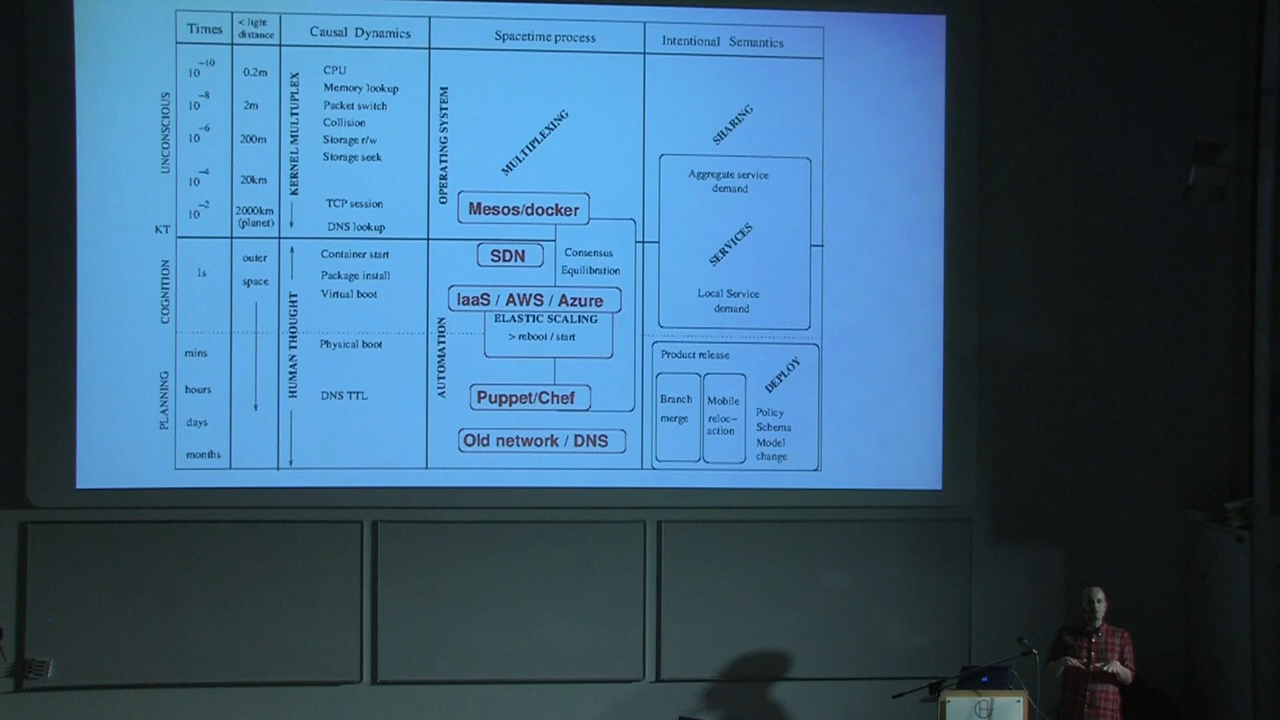 Times
< light
distance
Causal Dynamics
Spacetime process
Intentional Semantics
UNCONSCIOUS
KT
COGNITION
PLANNING
10^-10
10^-8
10^-6
10^-4
10^-2
1s
mins
hours
days
months
0.2m
2m
200m
20km
2000km
(planet)
outer
space
KERNEL MULTUPLEX
HUMAN THOUGHT
CPU
Memory lookup
Packet switch
Collision
Storage r/w
Storage seek
TCP session
DNS lookup
Container start
Package install
Virtual boot
Physical boot
DNS TTL
OPERATING SYSTEM
AUTOMATION
MULTIPLEXING
Mesos/docker
SDN
Consensus
Equilibration
IaaS / AWS / Azure
ELASTIC SCALING
> reboot / start
Puppet/Chef
Old network / DNS
SHARING
Aggregate service
demand
SERVICES
Local Service
demand
Product release
DEPLOY
Branch
merge
Mobile
reloc-
action
Policy
Schema
Model
change